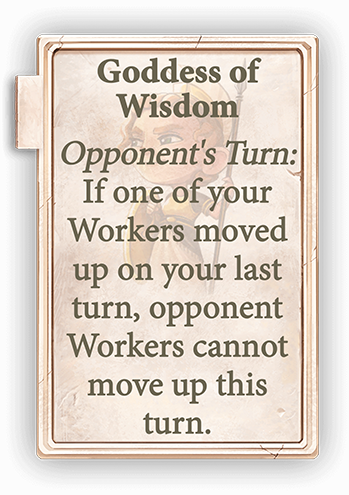 Goddess of
Wisdom
Opponent's Turn:
If one of your
Workers moved
up on your last
turn, opponent
Workers cannot
move up this
turn.